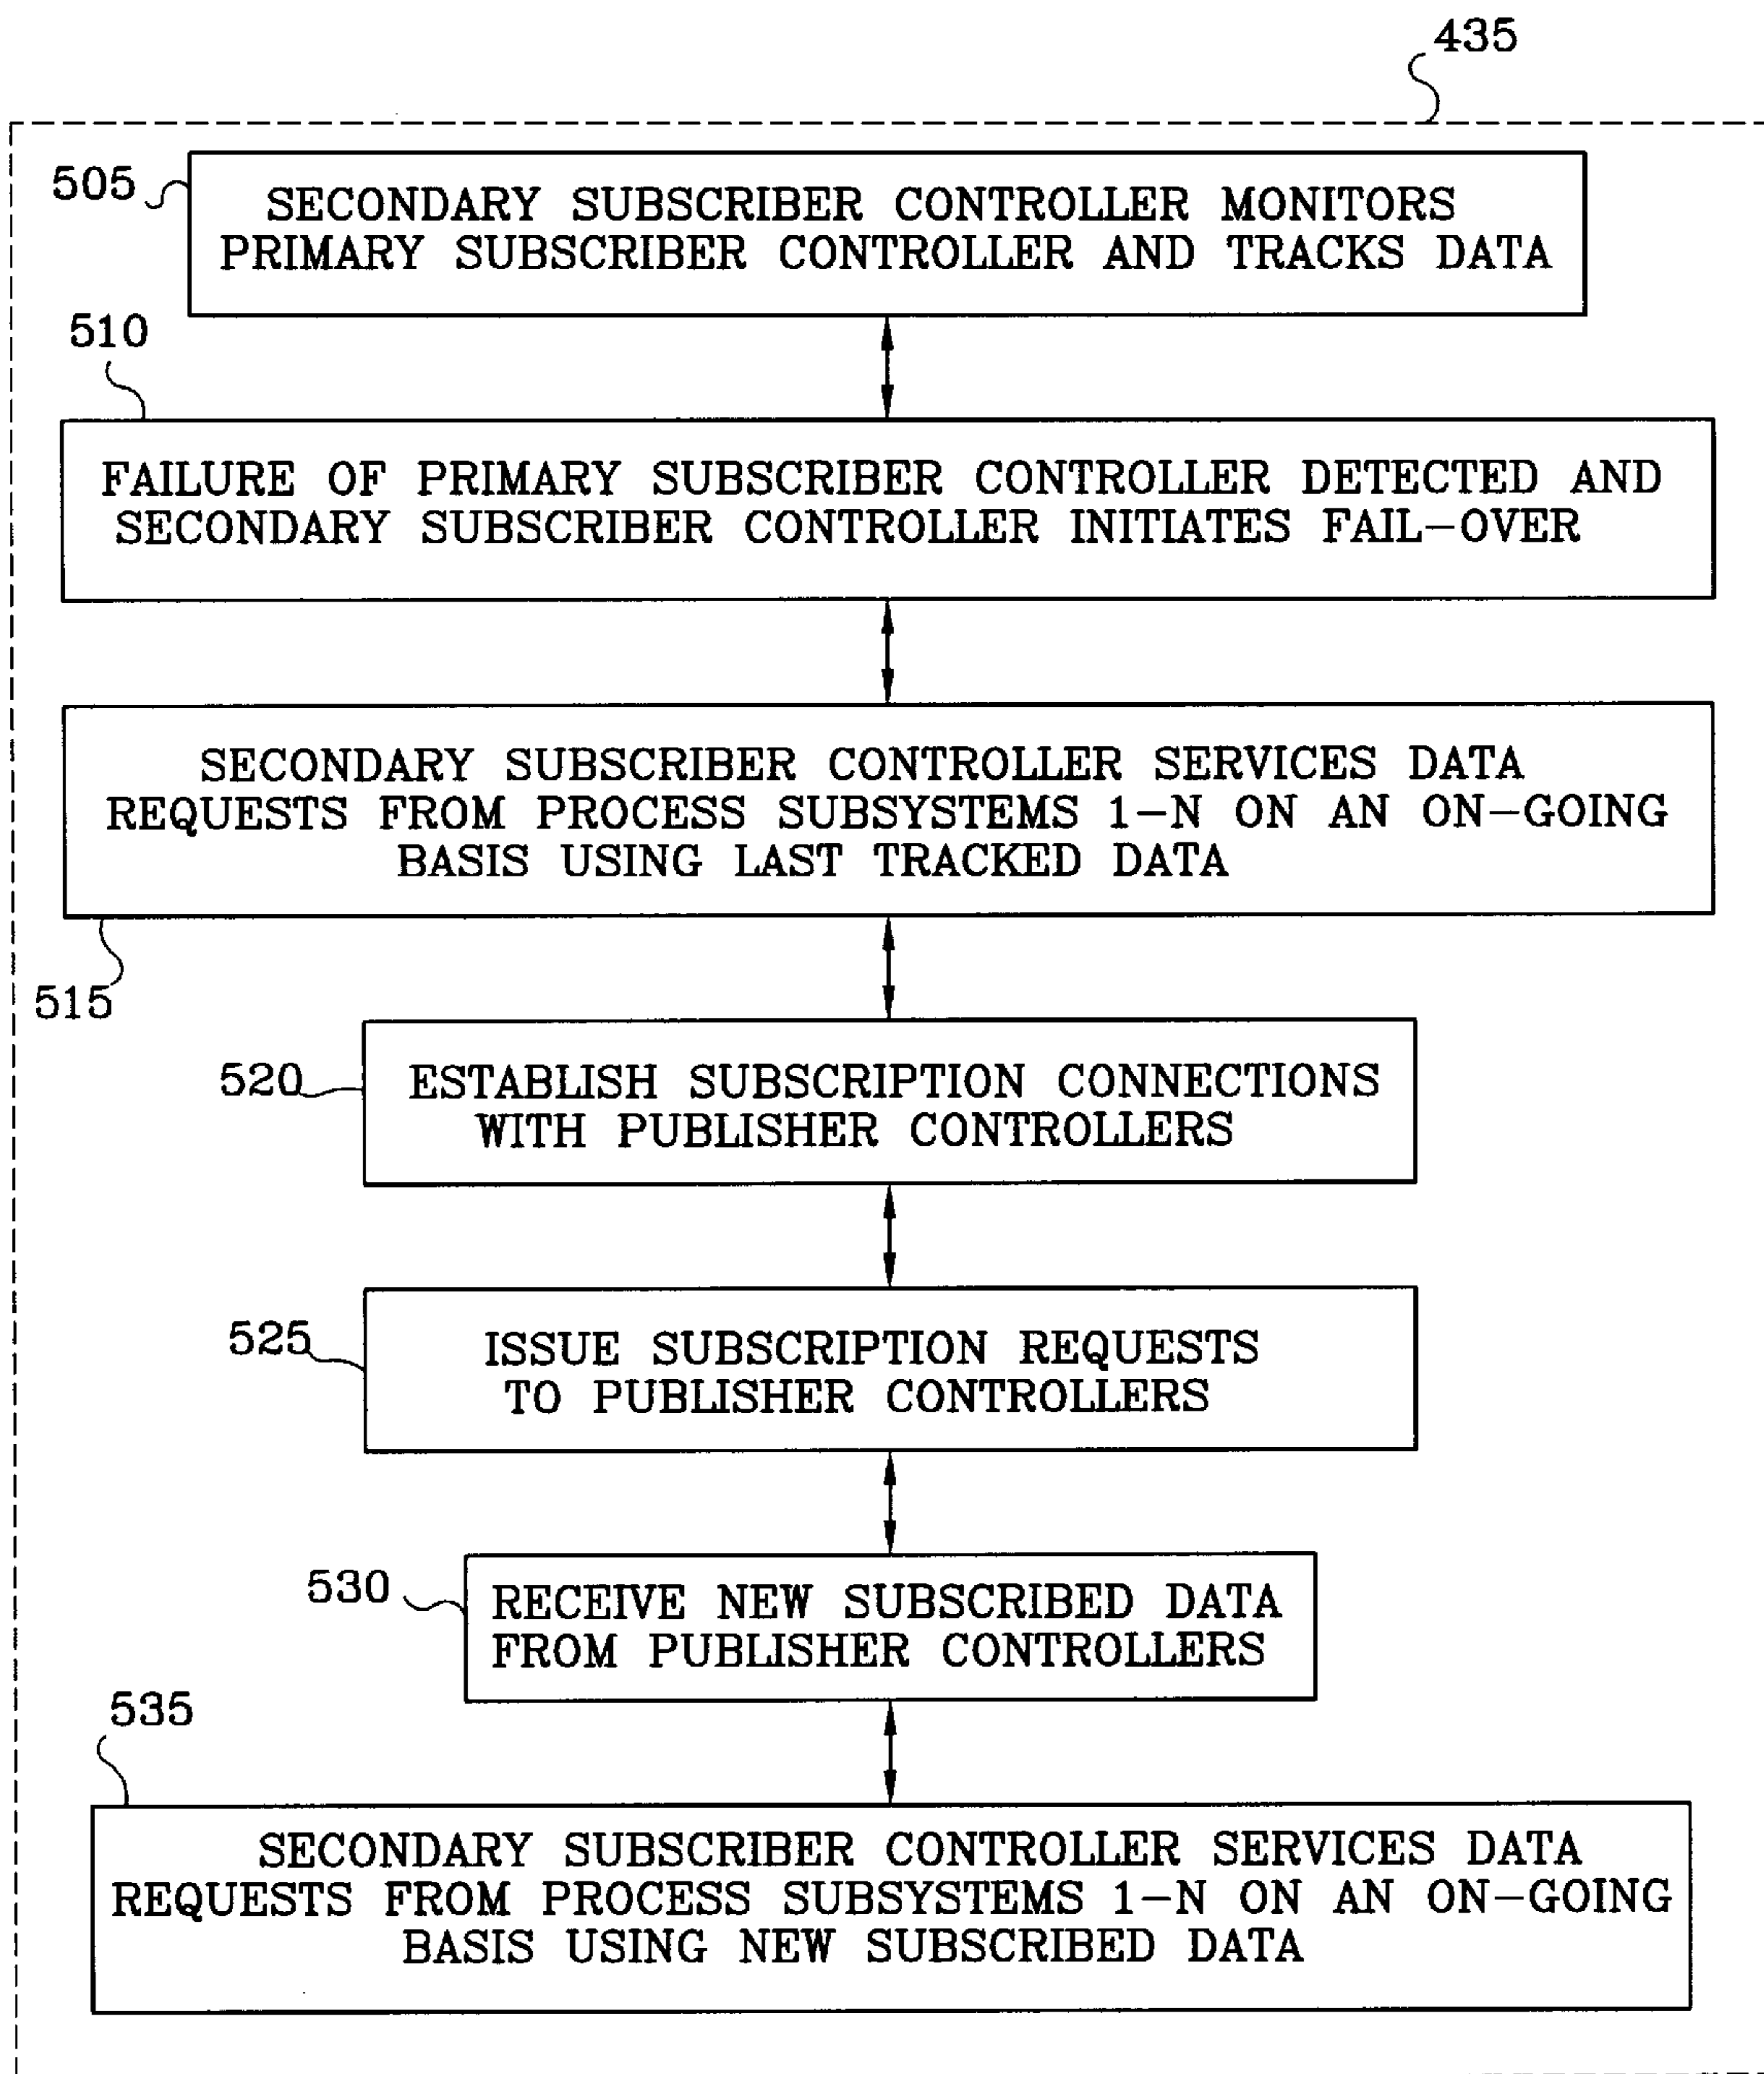 435
505
SECONDARY SUBSCRIBER CONTROLLER MONITORS
PRIMARY SUBSCRIBER CONTROLLER AND TRACKS DATA
510
FAILURE OF PRIMARY SUBSCRIBER CONTROLLER DETECTED AND
SECONDARY SUBSCRIBER CONTROLLER INITIATES FAIL-OVER
SECONDARY SUBSCRIBER CONTROLLER SERVICES DATA
REQUESTS FROM PROCESS SUBSYSTEMS 1-N ON AN ON-GOING
BASIS USING LAST TRACKED DATA
515
520
ESTABLISH SUBSCRIPTION CONNECTIONS
WITH PUBLISHER CONTROLLERS
525
ISSUE SUBSCRIPTION REQUESTS
TO PUBLISHER CONTROLLERS
530
RECEIVE NEW SUBSCRIBED DATA
FROM PUBLISHER CONTROLLERS
535
SECONDARY SUBSCRIBER CONTROLLER SERVICES DATA
REQUESTS FROM PROCESS SUBSYSTEMS 1-N ON AN ON-GOING
BASIS USING NEW SUBSCRIBED DATA